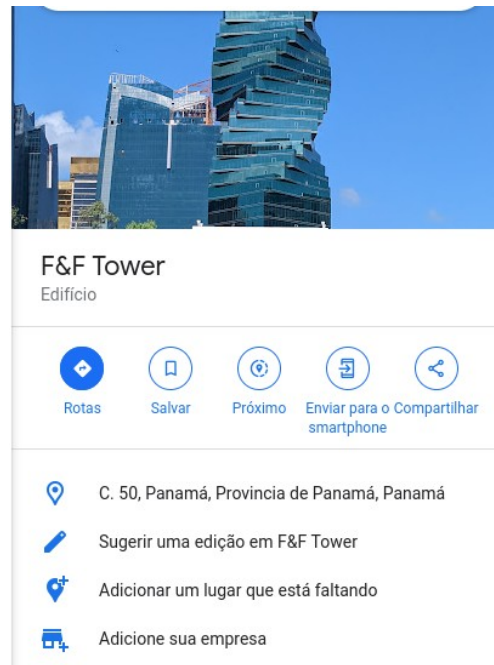 F&F Tower
Edifício
Rotas
Salvar
Próximo
Enviar para o
smartphone
Compartilhar
C. 50, Panamá, Provincia de Panamá, Panamá
Sugerir uma edição em F&F Tower
Adicionar um lugar que está faltando
Adicione sua empresa